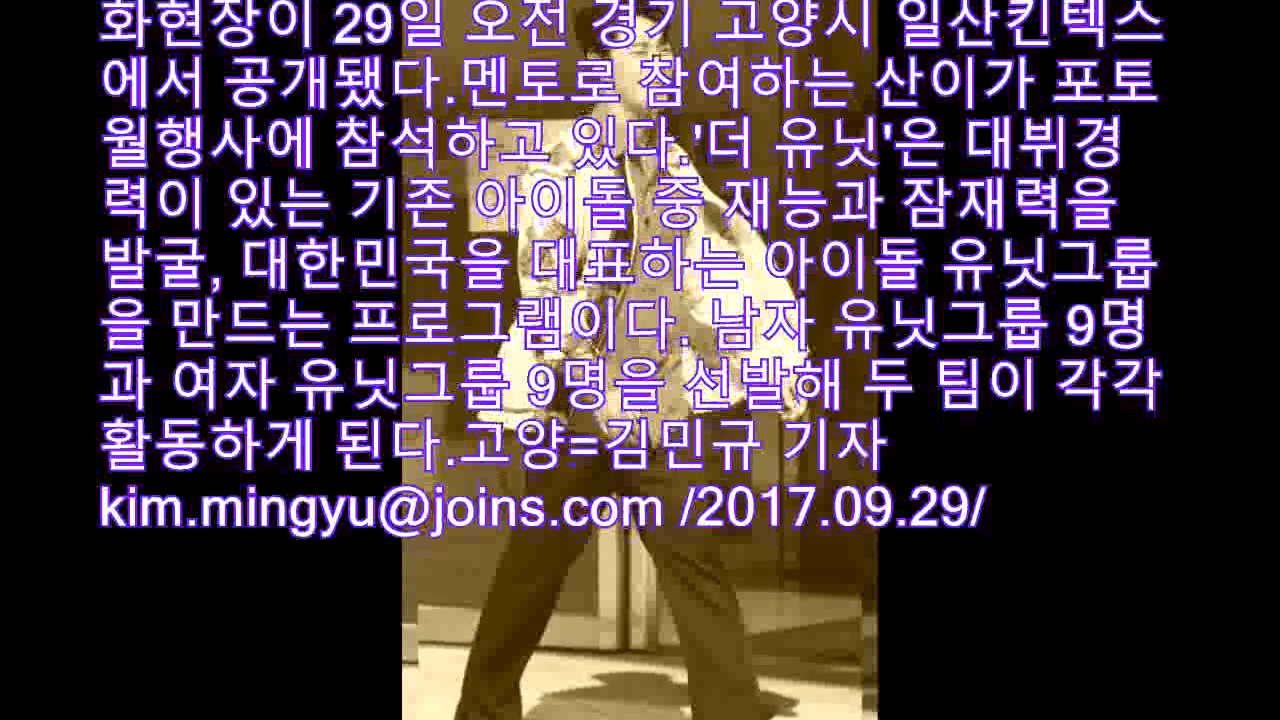 화현장이 29일 오전 경기 고양시 일산킨텍스
에서 공개됐다.멘토로 참여하는 산이가 포토
월행사에 참석하고 있다.'더 유닛'은 대뷔경
력이 있는 기존 아이돌 중 재능과 잠재력을
발굴, 대한민국을 대표하는 아이돌 유닛그룹
을 만드는 프로그램이다. 남자 유닛그룹 9명
과 여자 유닛그룹 9명을 선발해 두 팀이 각각
활동하게 된다.고양=김민규 기자
kim.mingyu@joins.com /2017.09.29/